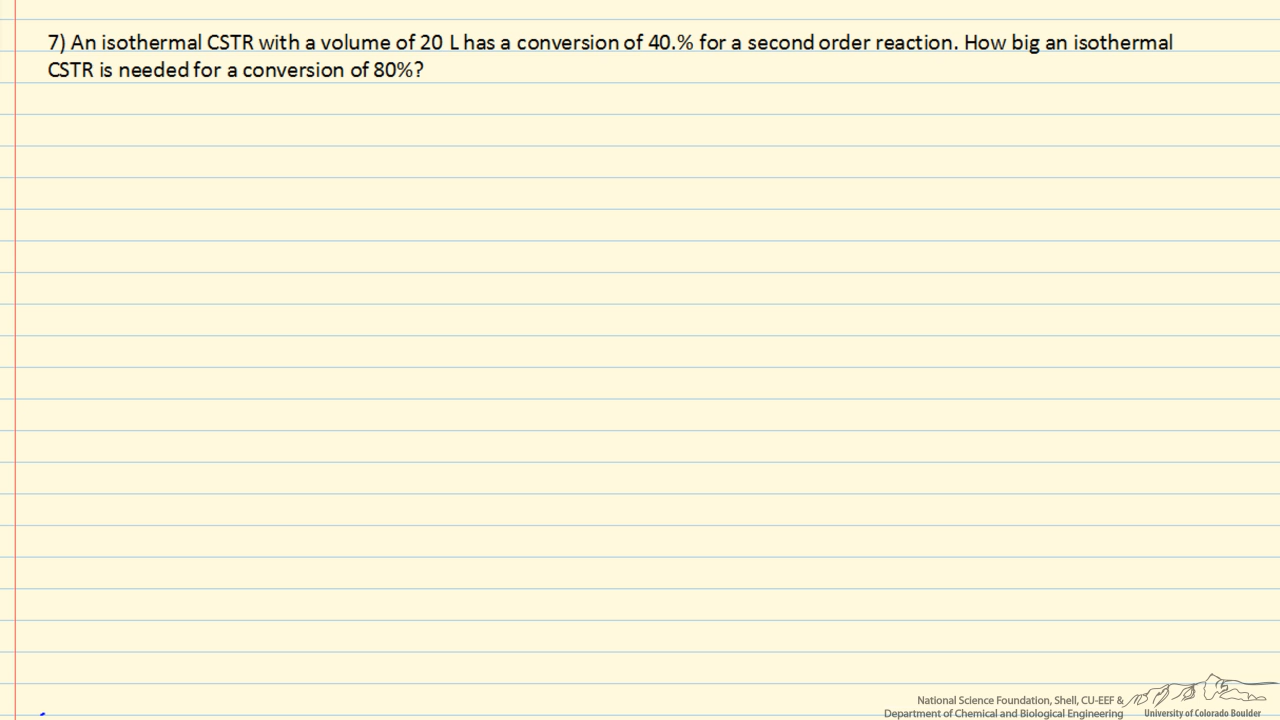 7) An isothermal CSTR with a volume of 20 L has a conversion of 40.% for a second order reaction. How big an isothermal
CSTR is needed for a conversion of 80%?
National Science Foundation, Shell, CU-EEF &
Department of Chemical and Biological Engineering
University of Colorado Boulder